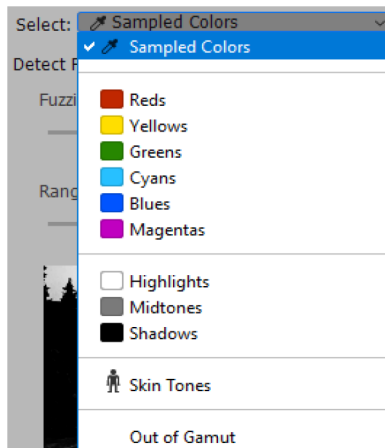 Select: Sampled Colors
Sampled Colors
Detect F
Fuzzi
Reds
Yellows
Greens
Cyans
Rang
Blues
Magentas
Highlights
Midtones
Shadows
Skin Tones
Out of Gamut